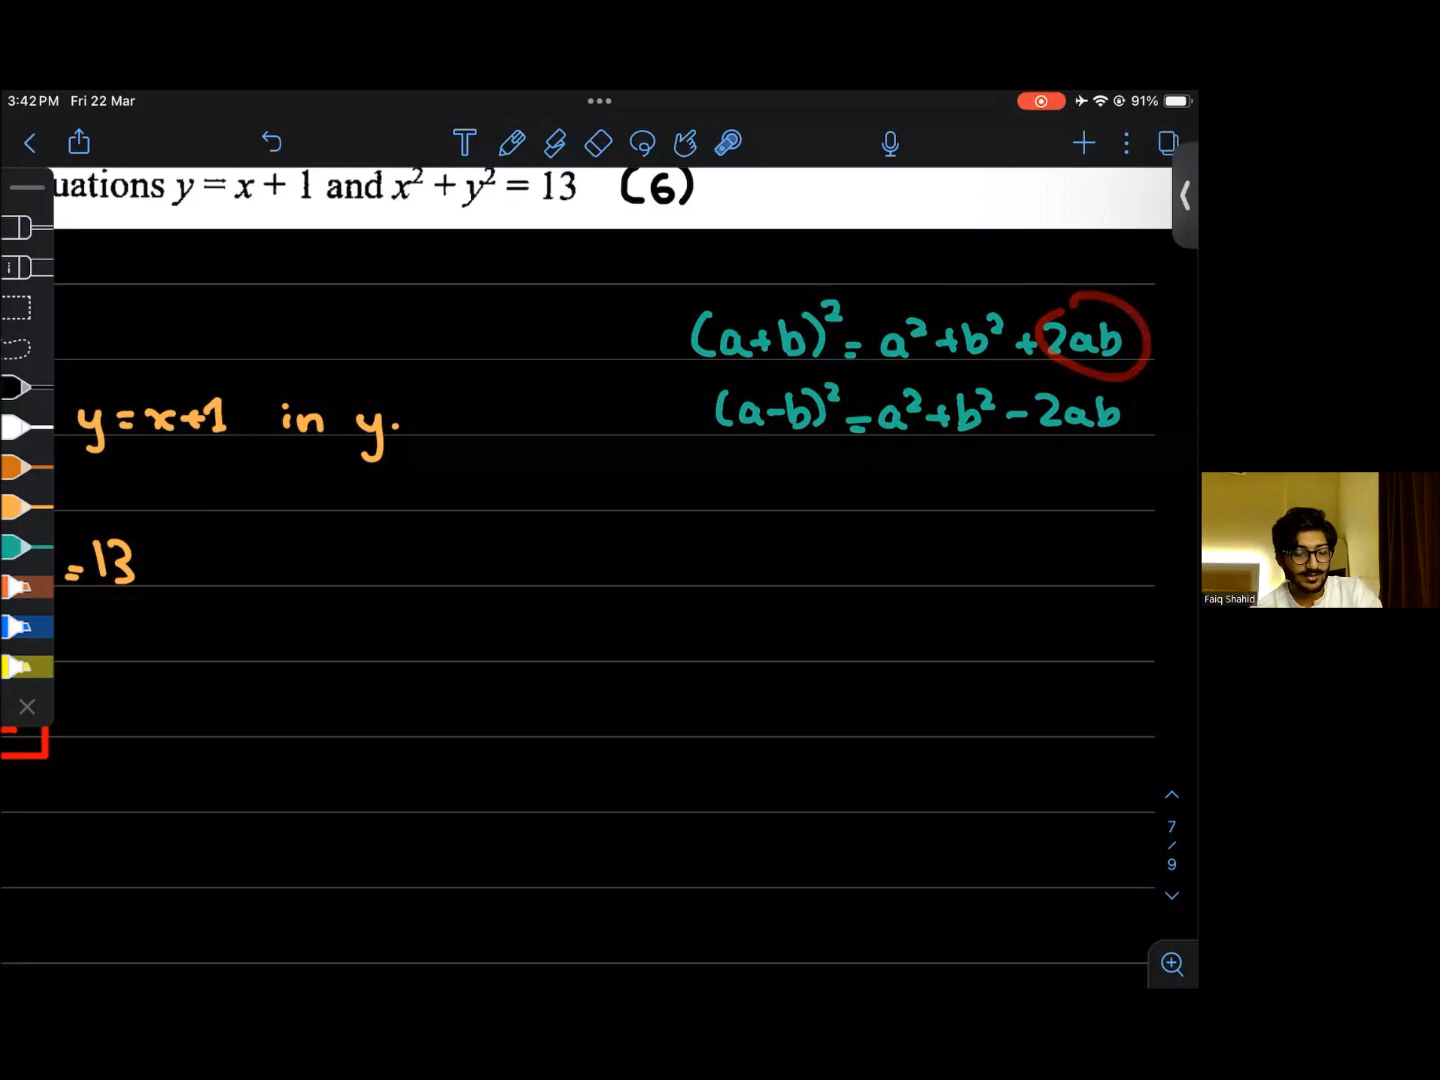 3:42 PM Fri 22 Mar
91%
uations y = x + 1 and x² + y² = 13 (6)
(a+b)² = a² + b² + 2ab
(a-b)² = a² + b² - 2ab
y = x+1 in y.
= 13
Faiq Shahid
7
/
9